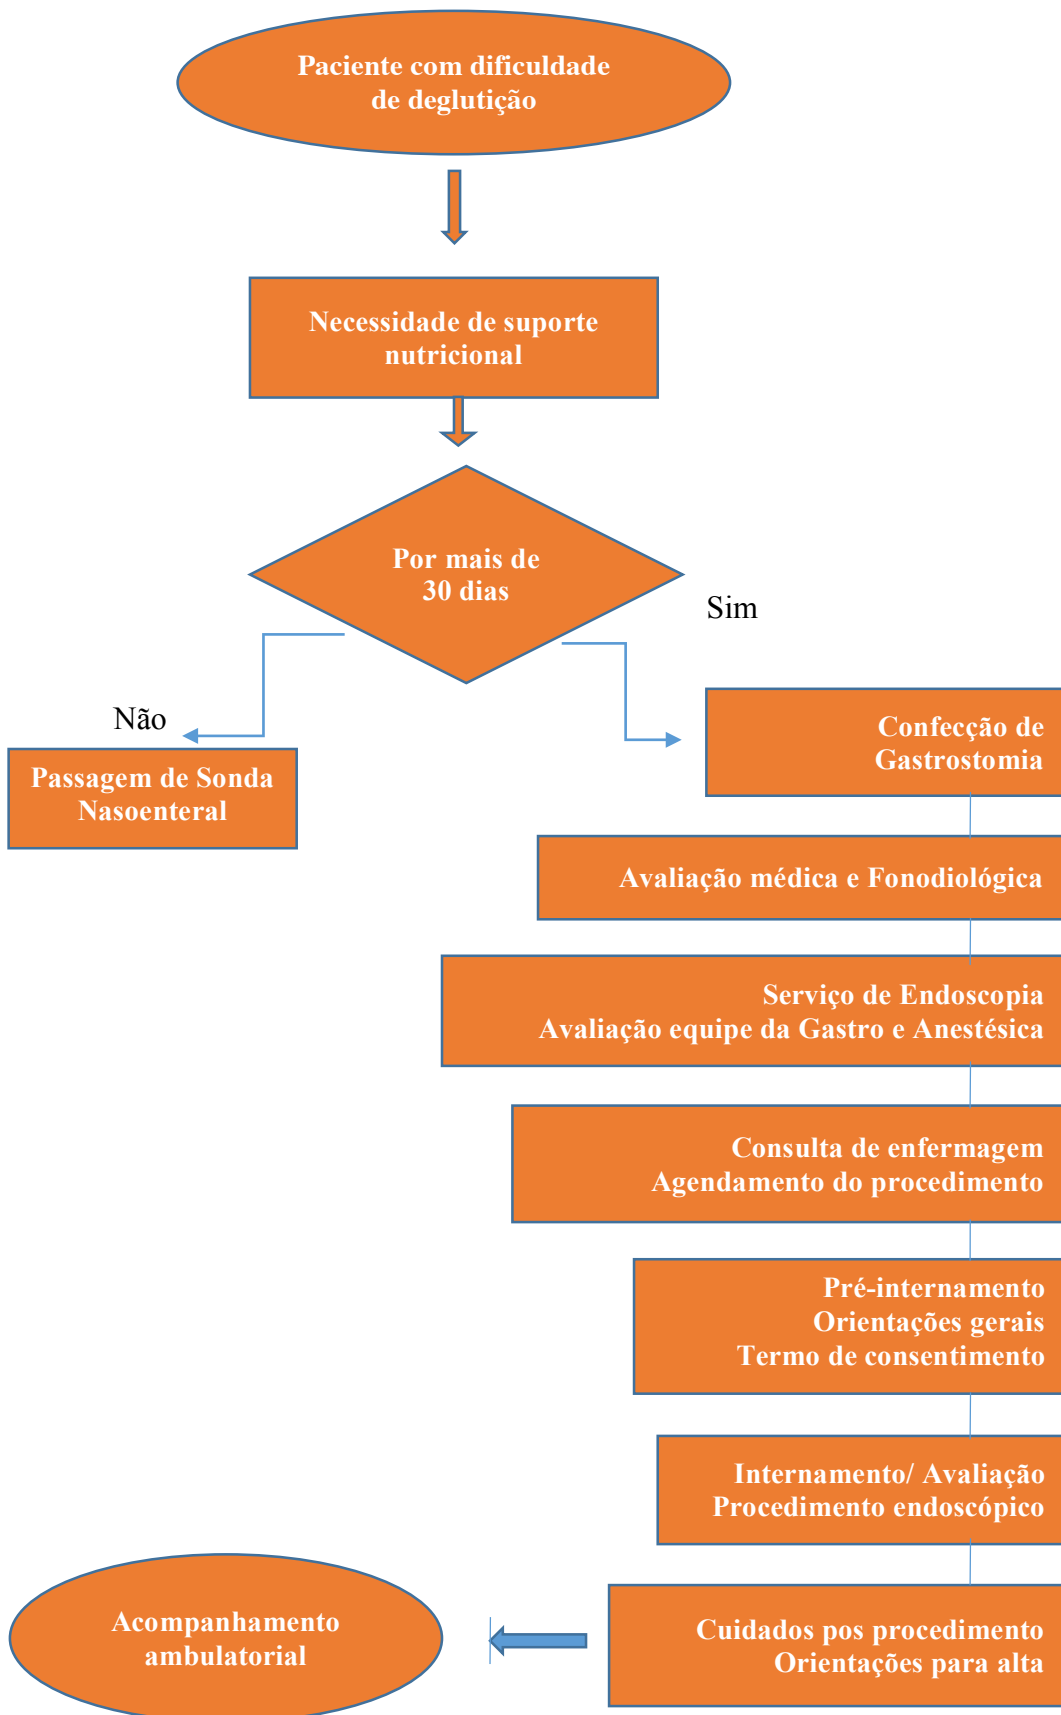 Paciente com dificuldade
de deglutição
Necessidade de suporte
nutricional
Por mais de
30 dias
Sim
Não
Passagem de Sonda
Nasoenteral
Confecção de
Gastrostomia
Avaliação médica e Fonodiológica
Serviço de Endoscopia
Avaliação equipe da Gastro e Anestésica
Consulta de enfermagem
Agendamento do procedimento
Pré-internamento
Orientações gerais
Termo de consentimento
Internamento/ Avaliação
Procedimento endoscópico
Cuidados pos procedimento
Orientações para alta
Acompanhamento
ambulatorial